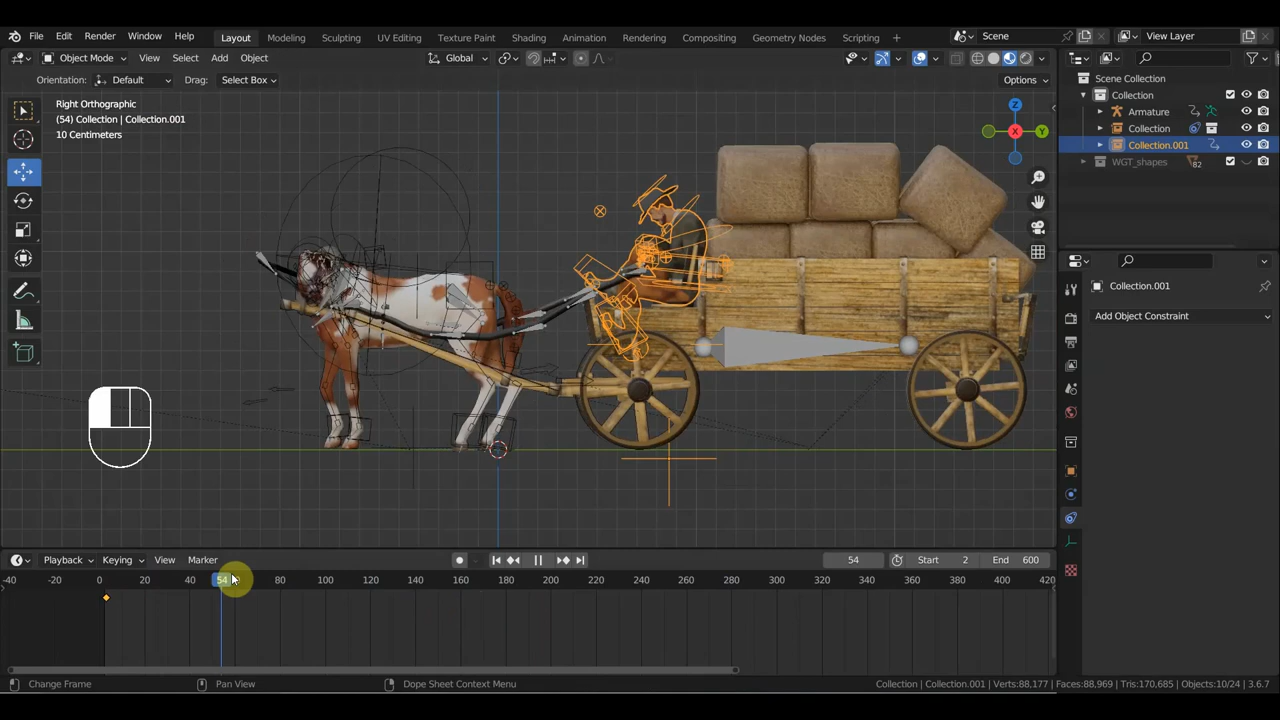 File Edit Render Window Help Layout Modeling Sculpting UV Editing Texture Paint Shading Animation Rendering Compositing Geometry Nodes Scripting + Scene View Layer
Object Mode View Select Add Object Global
Orientation: Default Drag: Select Box Options
Scene Collection
Collection
Armature
Collection
Collection.001
WGT_shapes 82
Right Orthographic
(54) Collection | Collection.001
10 Centimeters
Z
Y
X
Collection.001
Add Object Constraint
Playback Keying View Marker 54 Start 2 End 600
-40 -20 0 20 40 54 80 100 120 140 160 180 200 220 240 260 280 300 320 340 360 380 400 420
Change Frame Pan View Dope Sheet Context Menu Collection | Collection.001 | Verts:88,177 | Faces:88,969 | Tris:170,685 | Objects:10/24 | 3.6.7